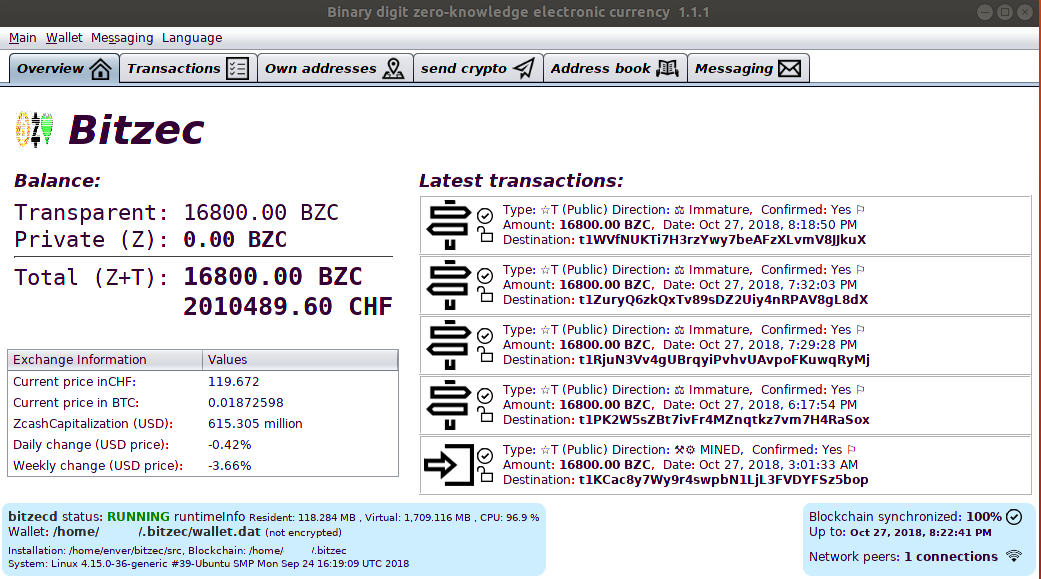 Binary digit zero-knowledge electronic currency 1.1.1
Main Wallet Messaging Language
Overview Transactions Own addresses send crypto Address book Messaging
Bitzec
Balance:
Transparent: 16800.00 BZC
Private (Z): 0.00 BZC
Total (Z+T): 16800.00 BZC
2010489.60 CHF
Exchange Information Values
Current price inCHF: 119.672
Current price in BTC: 0.01872598
ZcashCapitalization (USD): 615.305 million
Daily change (USD price): -0.42%
Weekly change (USD price): -3.66%
Latest transactions:
Type: ☆T (Public) Direction: ⚖ Immature, Confirmed: Yes ⚐
Amount: 16800.00 BZC, Date: Oct 27, 2018, 8:18:50 PM
Destination: t1WVfNUKTi7H3rzYwy7beAFzXLvmV8JJkuX
Type: ☆T (Public) Direction: ⚖ Immature, Confirmed: Yes ⚐
Amount: 16800.00 BZC, Date: Oct 27, 2018, 7:32:03 PM
Destination: t1ZuryQ6zkQxTv89sDZ2Uiy4nRPAV8gL8dX
Type: ☆T (Public) Direction: ⚖ Immature, Confirmed: Yes ⚐
Amount: 16800.00 BZC, Date: Oct 27, 2018, 7:29:28 PM
Destination: t1RjuN3Vv4gUBrqyiPvhvUAvpoFKuwqRyMj
Type: ☆T (Public) Direction: ⚖ Immature, Confirmed: Yes ⚐
Amount: 16800.00 BZC, Date: Oct 27, 2018, 6:17:54 PM
Destination: t1PK2W5sZBt7ivFr4MZnqtkz7vm7H4RaSox
Type: ☆T (Public) Direction: ⚒⚙ MINED, Confirmed: Yes ⚐
Amount: 16800.00 BZC, Date: Oct 27, 2018, 3:01:33 AM
Destination: t1KCac8y7Wy9r4swpbN1LjL3FVDYFSz5bop
bitzecd status: RUNNING runtimeInfo Resident: 118.284 MB , Virtual: 1,709.116 MB , CPU: 96.9 %
Wallet: /home/ /.bitzec/wallet.dat (not encrypted)
Installation: /home/enver/bitzec/src, Blockchain: /home/ /.bitzec
System: Linux 4.15.0-36-generic #39-Ubuntu SMP Mon Sep 24 16:19:09 UTC 2018
Blockchain synchronized: 100%
Up to: Oct 27, 2018, 8:22:41 PM
Network peers: 1 connections